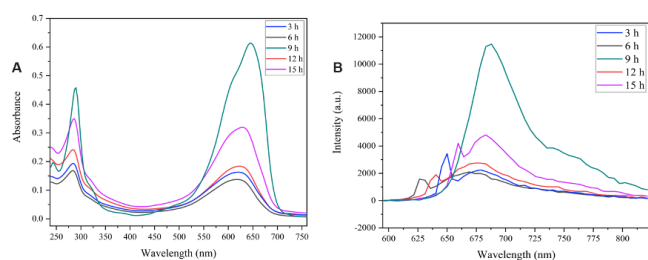 A
Absorbance
0.7
0.6
0.5
0.4
0.3
0.2
0.1
0.0
250 300 350 400 450 500 550 600 650 700 750
Wavelength (nm)
3 h
6 h
9 h
12 h
15 h
B
Intensity (a.u.)
12000
10000
8000
6000
4000
2000
0
-2000
600 625 650 675 700 725 750 775 800
Wavelength (nm)
3 h
6 h
9 h
12 h
15 h